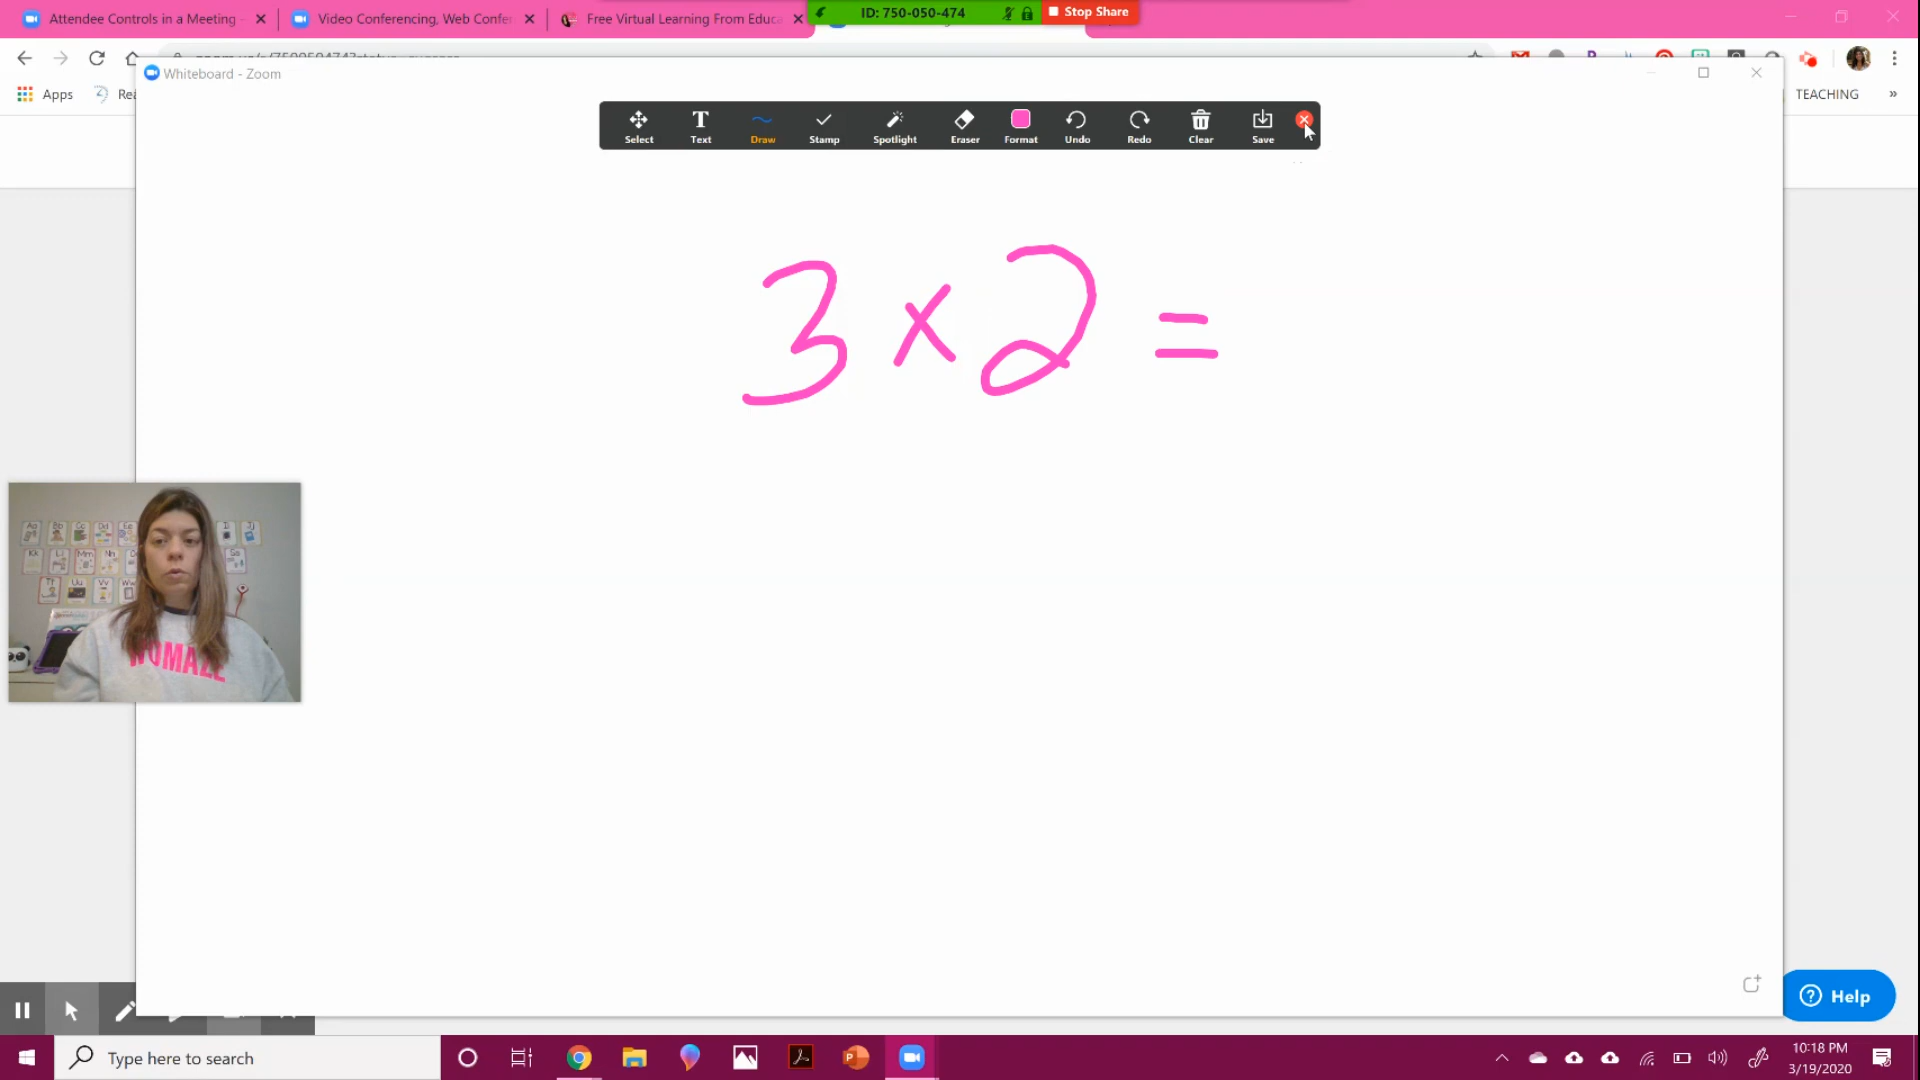 Attendee Controls in a Meeting
Video Conferencing, Web Confer
Free Virtual Learning From Educa
ID: 750-050-474
Stop Share
Apps
TEACHING
Whiteboard - Zoom
Select
Text
Draw
Stamp
Spotlight
Eraser
Format
Undo
Redo
Clear
Save
3 × 2 =
Help
Type here to search
10:18 PM
3/19/2020